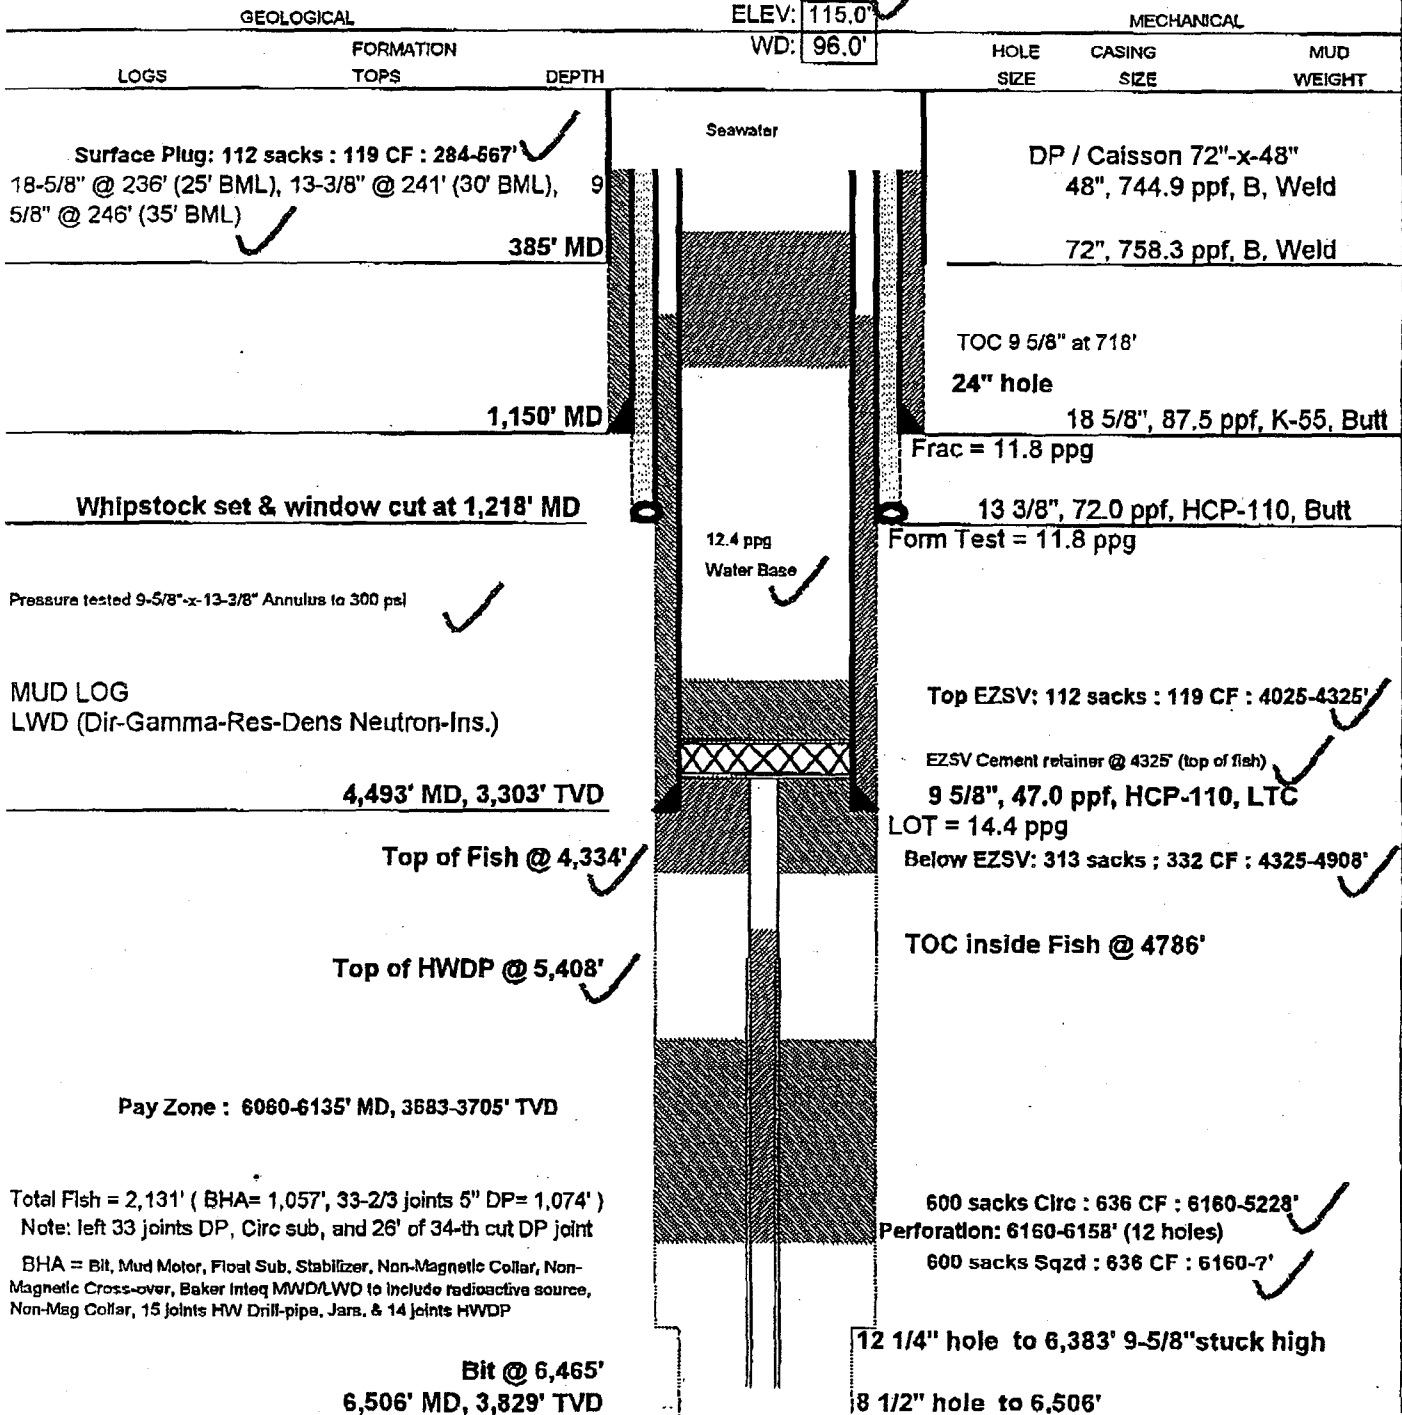 GEOLOGICAL
ELEV: 115.0'
MECHANICAL
WD: 96.0'
FORMATION
HOLE CASING MUD
LOGS TOPS DEPTH
SIZE SIZE WEIGHT
Seawater
Surface Plug: 112 sacks : 119 CF : 284-567'
18-5/8" @ 236' (25' BML), 13-3/8" @ 241' (30' BML), 9
5/8" @ 246' (35' BML)
385' MD
DP / Caisson 72"-x-48"
48", 744.9 ppf, B, Weld
72", 758.3 ppf, B, Weld
TOC 9 5/8" at 718'
24" hole
1,150' MD
18 5/8", 87.5 ppf, K-55, Butt
Frac = 11.8 ppg
Whipstock set & window cut at 1,218' MD
13 3/8", 72.0 ppf, HCP-110, Butt
Form Test = 11.8 ppg
12.4 ppg
Water Base
Pressure tested 9-5/8"-x-13-3/8" Annulus to 300 psi
MUD LOG
LWD (Dir-Gamma-Res-Dens Neutron-Ins.)
Top EZSV: 112 sacks : 119 CF : 4025-4325'
EZSV Cement retainer @ 4325' (top of fish)
4,493' MD, 3,303' TVD
9 5/8", 47.0 ppf, HCP-110, LTC
LOT = 14.4 ppg
Top of Fish @ 4,334'
Below EZSV: 313 sacks : 332 CF : 4325-4908'
TOC inside Fish @ 4786'
Top of HWDP @ 5,408'
Pay Zone : 6060-6135' MD, 3683-3705' TVD
Total Fish = 2,131' ( BHA= 1,057', 33-2/3 joints 5" DP= 1,074' )
Note: left 33 joints DP, Circ sub, and 26' of 34-th cut DP joint
BHA = Bit, Mud Motor, Float Sub, Stabilizer, Non-Magnetic Collar, Non-
Magnetic Cross-over, Baker Inteq MWD/LWD to include radioactive source,
Non-Mag Collar, 15 joints HW Drill-pipe, Jars, & 14 joints HWDP
600 sacks Circ : 636 CF : 6160-5228'
Perforation: 6160-6158' (12 holes)
600 sacks Sqzd : 636 CF : 6160-?'
12 1/4" hole to 6,383' 9-5/8"stuck high
Bit @ 6,465'
6,506' MD, 3,829' TVD
8 1/2" hole to 6,506'